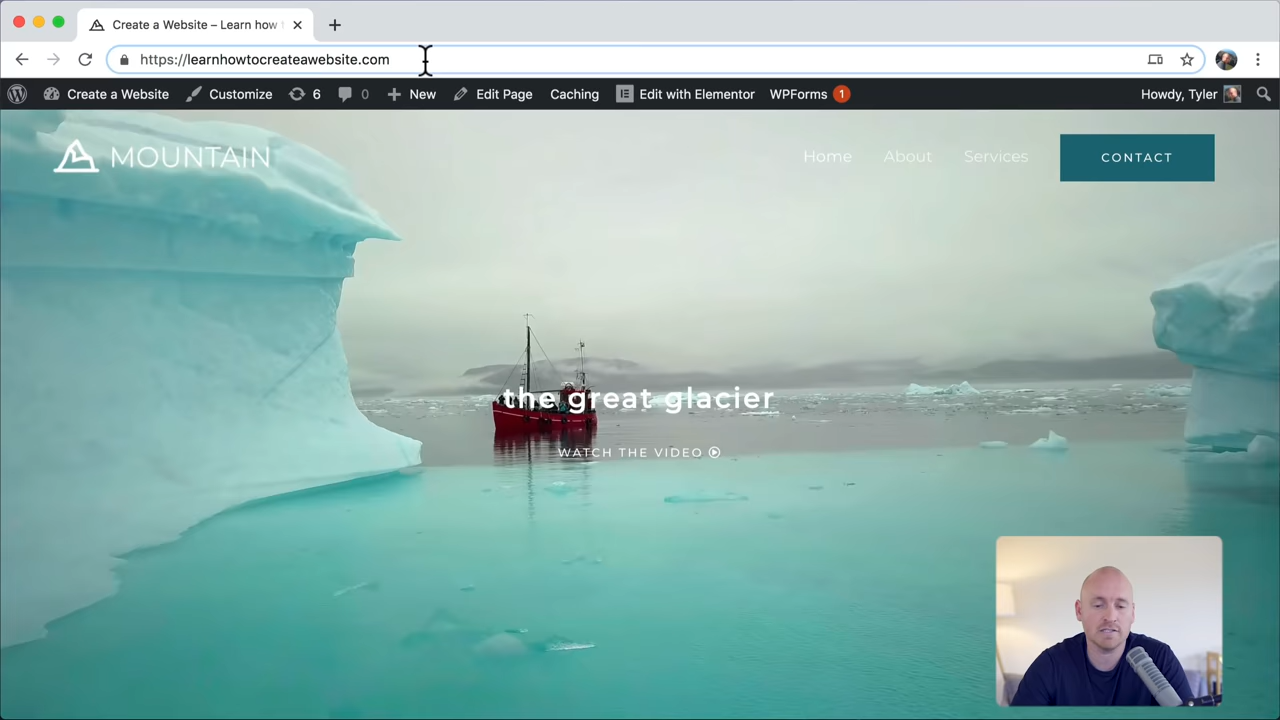 Create a Website – Learn how
https://learnhowtocreateawebsite.com
Create a Website Customize 6 0 New Edit Page Caching Edit with Elementor WPForms 1 Howdy, Tyler
MOUNTAIN Home About Services CONTACT
the great glacier
WATCH THE VIDEO